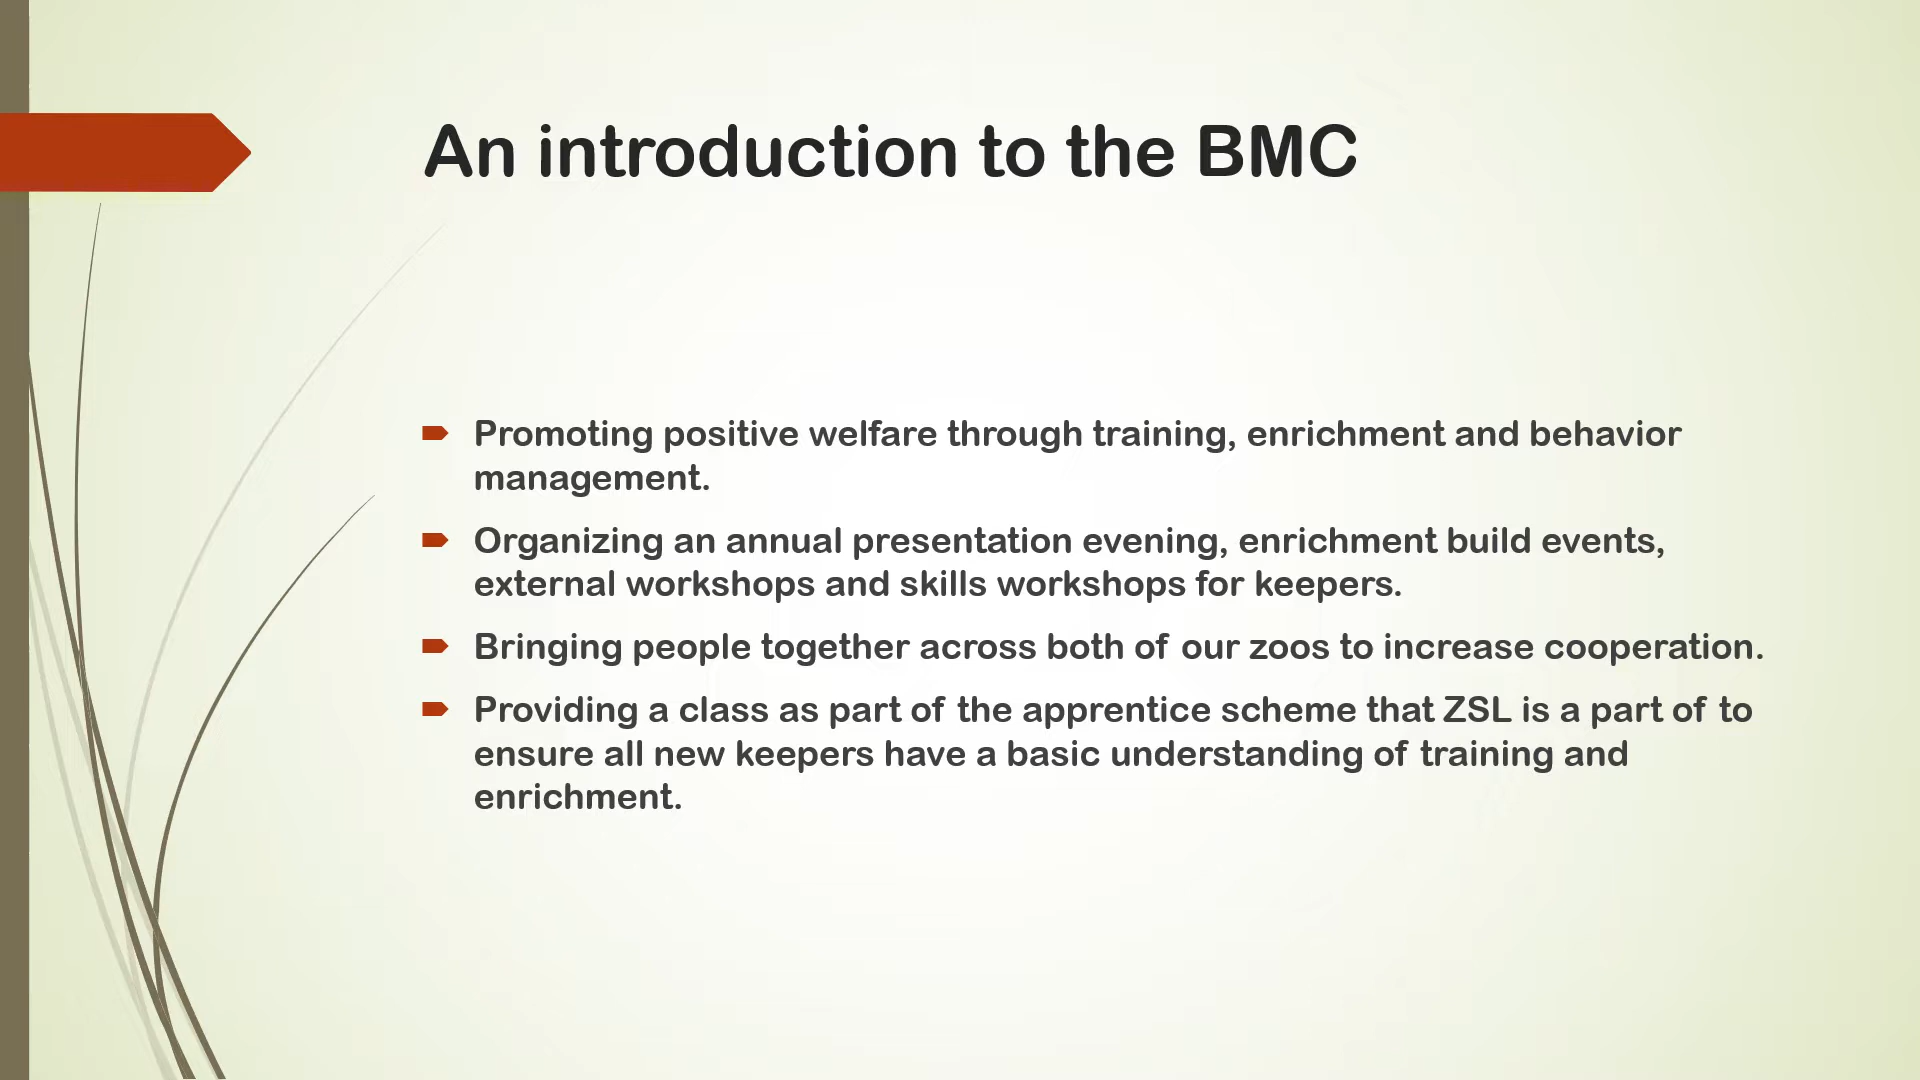 An introduction to the BMC
Promoting positive welfare through training, enrichment and behavior
management.
Organizing an annual presentation evening, enrichment build events,
external workshops and skills workshops for keepers.
Bringing people together across both of our zoos to increase cooperation.
Providing a class as part of the apprentice scheme that ZSL is a part of to
ensure all new keepers have a basic understanding of training and
enrichment.